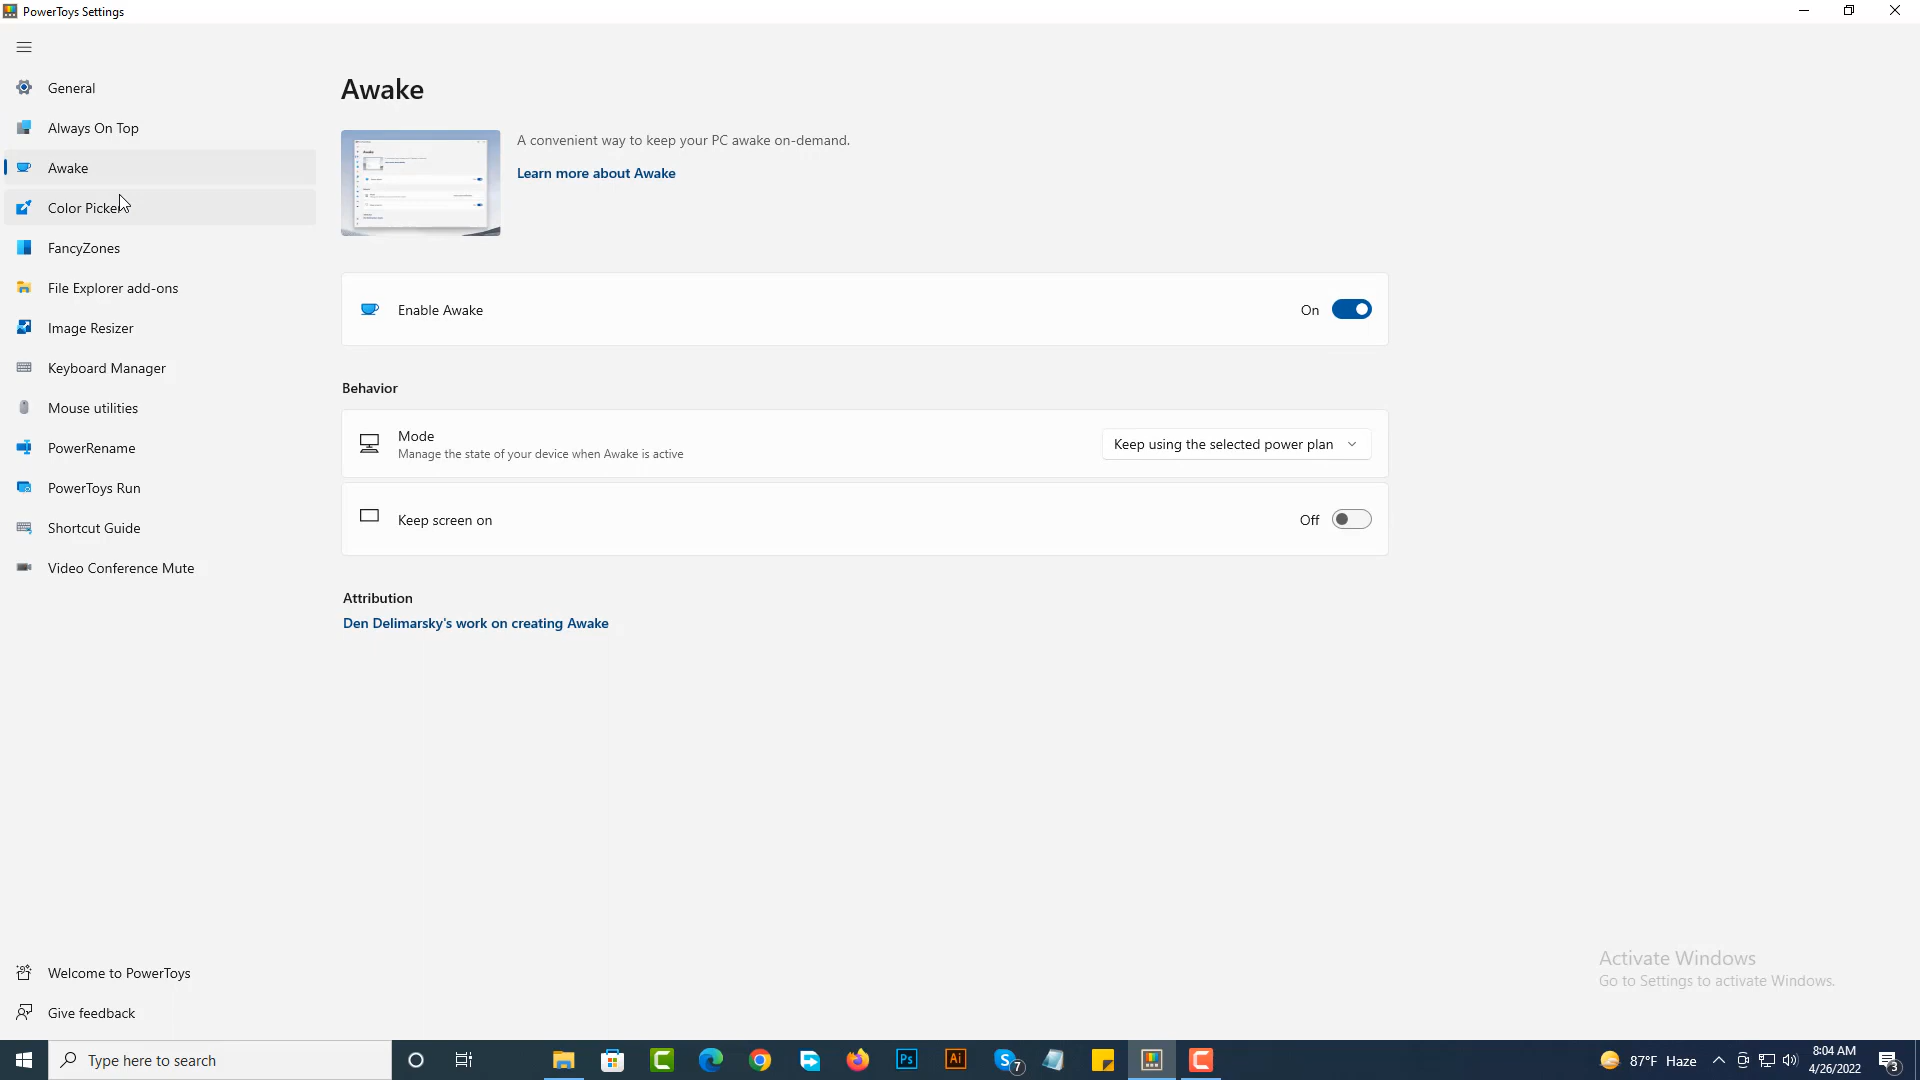 PowerToys Settings
General
Always On Top
Awake
Color Picker
FancyZones
File Explorer add-ons
Image Resizer
Keyboard Manager
Mouse utilities
PowerRename
PowerToys Run
Shortcut Guide
Video Conference Mute
Welcome to PowerToys
Give feedback
Awake
A convenient way to keep your PC awake on-demand.
Learn more about Awake
Enable Awake
On
Behavior
Mode
Manage the state of your device when Awake is active
Keep using the selected power plan
Keep screen on
Off
Attribution
Den Delimarsky's work on creating Awake
Activate Windows
Go to Settings to activate Windows.
Type here to search
Ps
Ai
S
7
87°F Haze
8:04 AM
4/26/2022
3